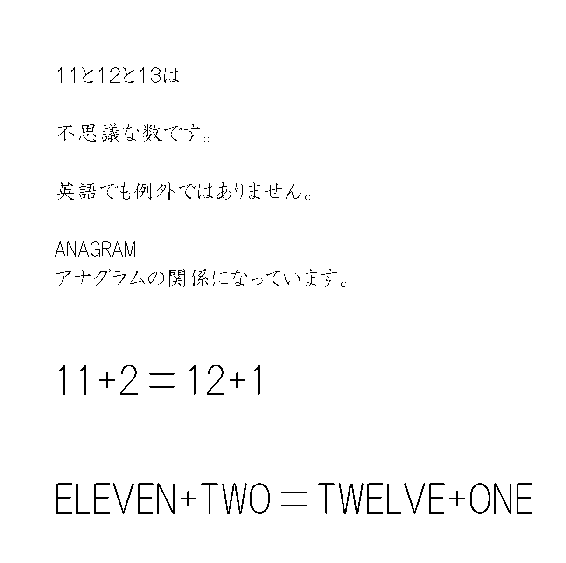 11と12と13は
不思議な数です。
英語でも例外ではありません。
ANAGRAM
アナグラムの関係になっています。
11+2＝12+1
ELEVEN+TWO＝TWELVE+ONE